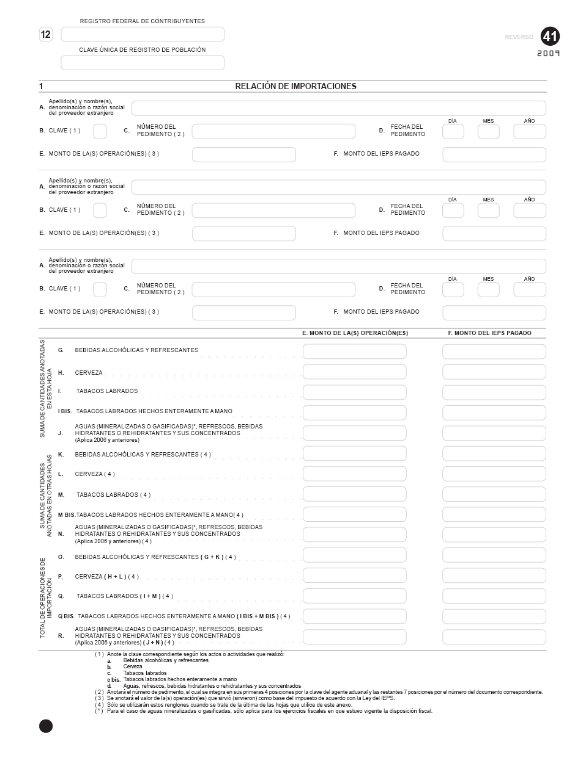 REGISTRO FEDERAL DE CONTRIBUYENTES
12
CLAVE ÚNICA DE REGISTRO DE POBLACIÓN
REVERSO 41
2009
1 RELACIÓN DE IMPORTACIONES
A. Apellido(s) y nombre(s),
denominación o razón social
del proveedor extranjero
DÍA MES AÑO
B. CLAVE ( 1 ) C. NÚMERO DEL PEDIMENTO ( 2 ) D. FECHA DEL PEDIMENTO
E. MONTO DE LA(S) OPERACIÓN(ES) ( 3 ) F. MONTO DEL IEPS PAGADO
A. Apellido(s) y nombre(s),
denominación o razón social
del proveedor extranjero
DÍA MES AÑO
B. CLAVE ( 1 ) C. NÚMERO DEL PEDIMENTO ( 2 ) D. FECHA DEL PEDIMENTO
E. MONTO DE LA(S) OPERACIÓN(ES) ( 3 ) F. MONTO DEL IEPS PAGADO
A. Apellido(s) y nombre(s),
denominación o razón social
del proveedor extranjero
DÍA MES AÑO
B. CLAVE ( 1 ) C. NÚMERO DEL PEDIMENTO ( 2 ) D. FECHA DEL PEDIMENTO
E. MONTO DE LA(S) OPERACIÓN(ES) ( 3 ) F. MONTO DEL IEPS PAGADO
E. MONTO DE LA(S) OPERACIÓN(ES) F. MONTO DEL IEPS PAGADO
SUMA DE CANTIDADES ANOTADAS
EN ESTA HOJA
G. BEBIDAS ALCOHÓLICAS Y REFRESCANTES
H. CERVEZA
I. TABACOS LABRADOS
I BIS. TABACOS LABRADOS HECHOS ENTERAMENTE A MANO
J. AGUAS (MINERALIZADAS O GASIFICADAS)*, REFRESCOS, BEBIDAS
HIDRATANTES O REHIDRATANTES Y SUS CONCENTRADOS
(Aplica 2006 y anteriores)
SUMA DE CANTIDADES
ANOTADAS EN OTRAS HOJAS
K. BEBIDAS ALCOHÓLICAS Y REFRESCANTES ( 4 )
L. CERVEZA ( 4 )
M. TABACOS LABRADOS ( 4 )
M BIS. TABACOS LABRADOS HECHOS ENTERAMENTE A MANO( 4 )
N. AGUAS (MINERALIZADAS O GASIFICADAS)*, REFRESCOS, BEBIDAS
HIDRATANTES O REHIDRATANTES Y SUS CONCENTRADOS
(Aplica 2006 y anteriores) ( 4 )
TOTAL DE OPERACIONES DE
IMPORTACIÓN
O. BEBIDAS ALCOHÓLICAS Y REFRESCANTES ( G + K ) ( 4 )
P. CERVEZA ( H + L ) ( 4 )
Q. TABACOS LABRADOS ( I + M ) ( 4 )
Q BIS. TABACOS LABRADOS HECHOS ENTERAMENTE A MANO ( I BIS + M BIS ) ( 4 )
R. AGUAS (MINERALIZADAS O GASIFICADAS)*, REFRESCOS, BEBIDAS
HIDRATANTES O REHIDRATANTES Y SUS CONCENTRADOS
(Aplica 2006 y anteriores) ( J + N ) ( 4 )
( 1 ) Anote la clave correspondiente según los actos o actividades que realizó:
a. Bebidas alcohólicas y refrescantes
b. Cerveza
c. Tabacos labrados
c bis. Tabacos labrados hechos enteramente a mano
d. Aguas, refrescos, bebidas hidratantes o rehidratantes y sus concentrados
( 2 ) Anotará el número de pedimento, el cual se integra en sus primeras 4 posiciones por la clave del agente aduanal y las restantes 7 posiciones por el número del documento correspondiente.
( 3 ) Se anotará el valor de la(s) operación(es) que sirvió (sirvieron) como base del impuesto de acuerdo con la Ley del IEPS.
( 4 ) Sólo se utilizarán estos renglones cuando se trate de la última de las hojas que utilice de este anexo.
( * ) Para el caso de aguas mineralizadas o gasificadas, sólo aplica para los ejercicios fiscales en que estuvo vigente la disposición fiscal.